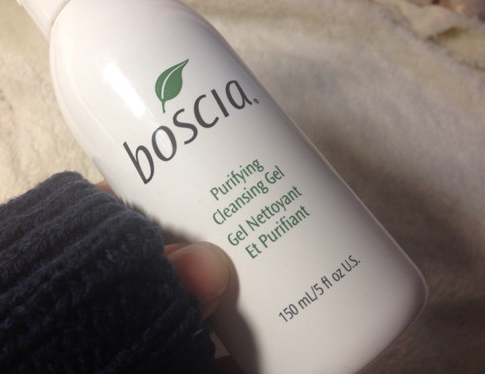 boscia®
Purifying
Cleansing Gel
Gel Nettoyant
Et Purifiant
150 mL/5 fl oz U.S.